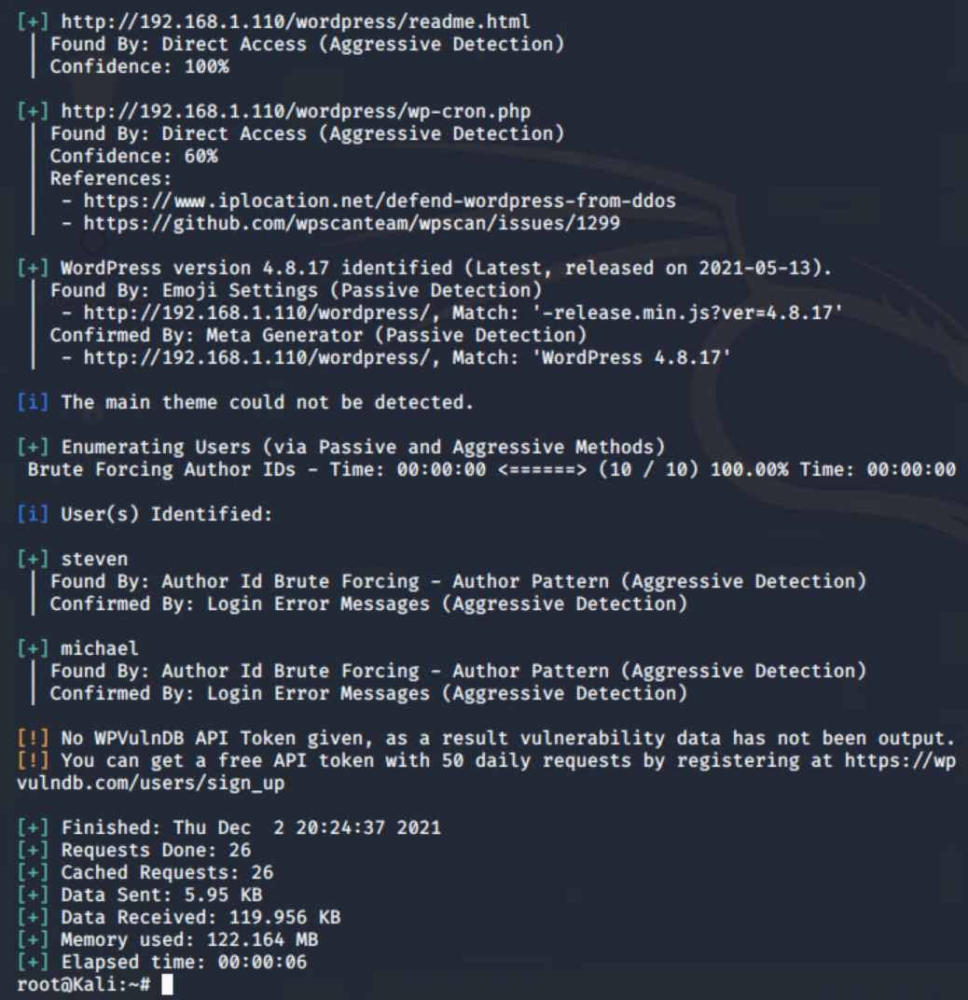 [+] http://192.168.1.110/wordpress/readme.html
 | Found By: Direct Access (Aggressive Detection)
 | Confidence: 100%
[+] http://192.168.1.110/wordpress/wp-cron.php
 | Found By: Direct Access (Aggressive Detection)
 | Confidence: 60%
 | References:
 |  - https://www.iplocation.net/defend-wordpress-from-ddos
 |  - https://github.com/wpscanteam/wpscan/issues/1299
[+] WordPress version 4.8.17 identified (Latest, released on 2021-05-13).
 | Found By: Emoji Settings (Passive Detection)
 |  - http://192.168.1.110/wordpress/, Match: '-release.min.js?ver=4.8.17'
 | Confirmed By: Meta Generator (Passive Detection)
 |  - http://192.168.1.110/wordpress/, Match: 'WordPress 4.8.17'
[i] The main theme could not be detected.
[+] Enumerating Users (via Passive and Aggressive Methods)
 Brute Forcing Author IDs - Time: 00:00:00 <======> (10 / 10) 100.00% Time: 00:00:00
[i] User(s) Identified:
[+] steven
 | Found By: Author Id Brute Forcing - Author Pattern (Aggressive Detection)
 | Confirmed By: Login Error Messages (Aggressive Detection)
[+] michael
 | Found By: Author Id Brute Forcing - Author Pattern (Aggressive Detection)
 | Confirmed By: Login Error Messages (Aggressive Detection)
[!] No WPVulnDB API Token given, as a result vulnerability data has not been output.
[!] You can get a free API token with 50 daily requests by registering at https://wp
vulndb.com/users/sign_up
[+] Finished: Thu Dec  2 20:24:37 2021
[+] Requests Done: 26
[+] Cached Requests: 26
[+] Data Sent: 5.95 KB
[+] Data Received: 119.956 KB
[+] Memory used: 122.164 MB
[+] Elapsed time: 00:00:06
root@Kali:~#